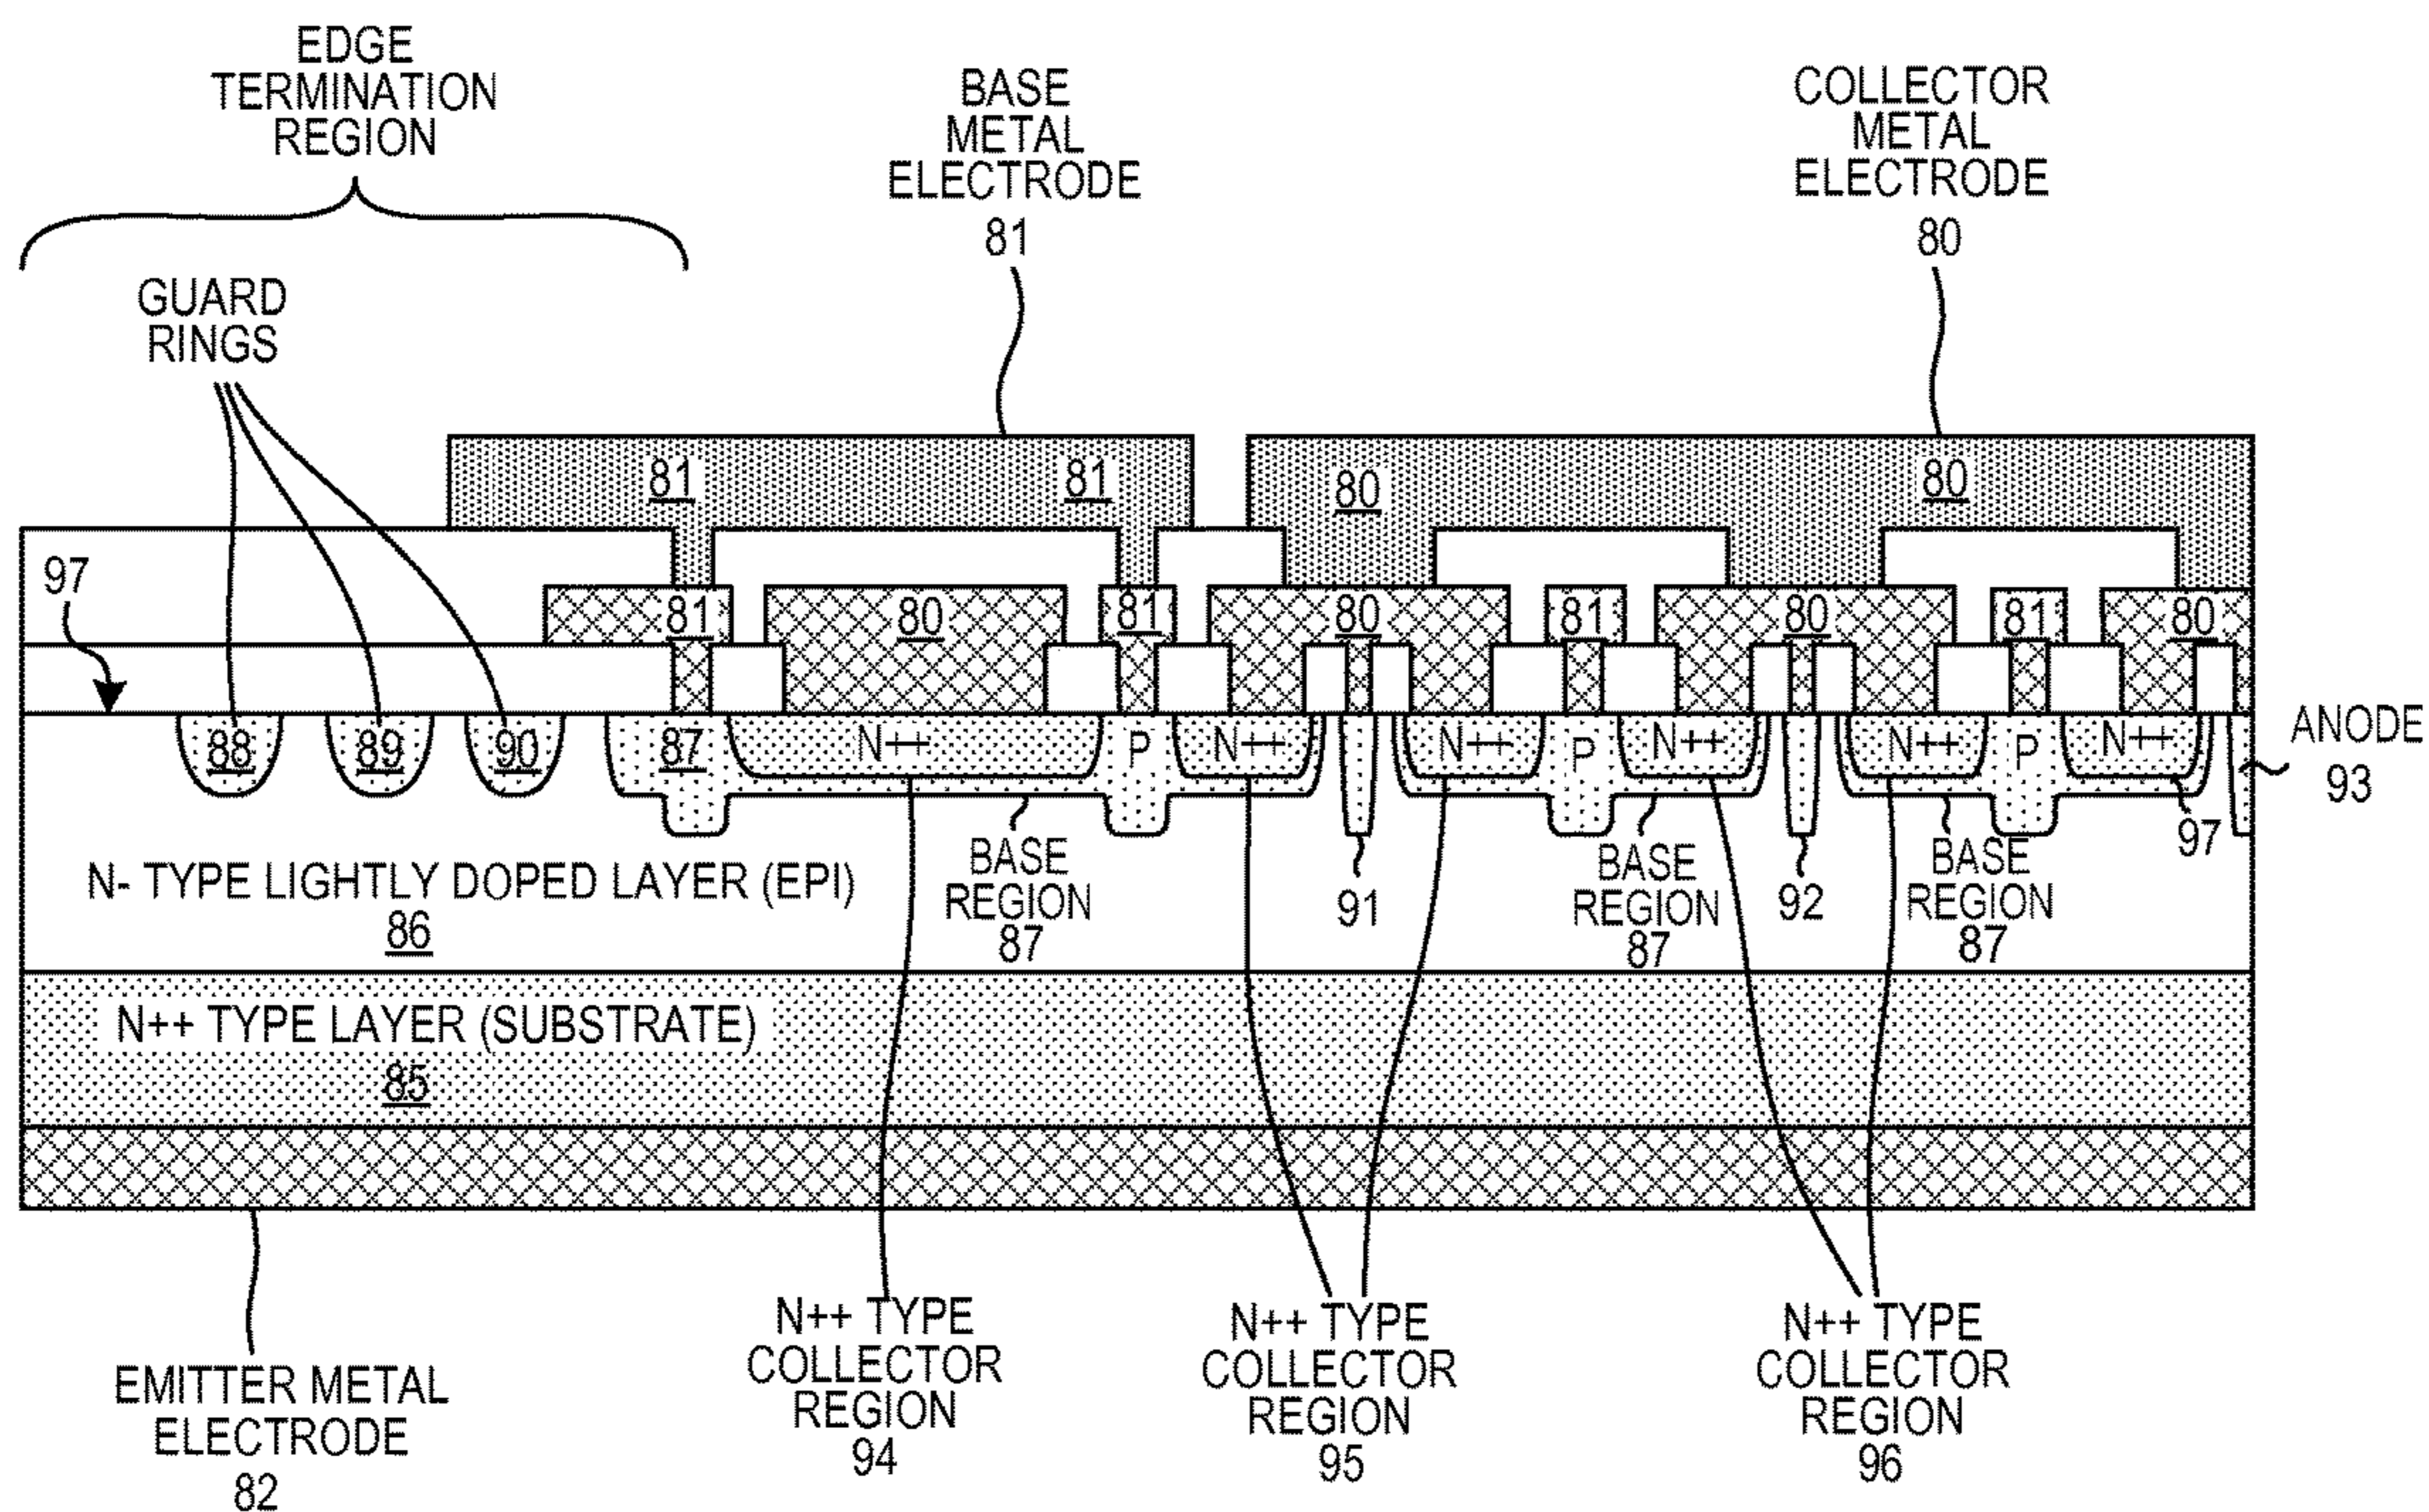 EDGE
TERMINATION
REGION
BASE
METAL
ELECTRODE
81
COLLECTOR
METAL
ELECTRODE
80
GUARD
RINGS
81
81
80
80
97
81
80
81
80
81
80
81
80
88
89
90
87
N++
P
N++
N++
P
N++
N++
P
N++
ANODE
93
N- TYPE LIGHTLY DOPED LAYER (EPI)
86
BASE
REGION
87
91
BASE
REGION
87
92
BASE
REGION
87
97
N++ TYPE LAYER (SUBSTRATE)
85
EMITTER METAL
ELECTRODE
82
N++ TYPE
COLLECTOR
REGION
94
N++ TYPE
COLLECTOR
REGION
95
N++ TYPE
COLLECTOR
REGION
96